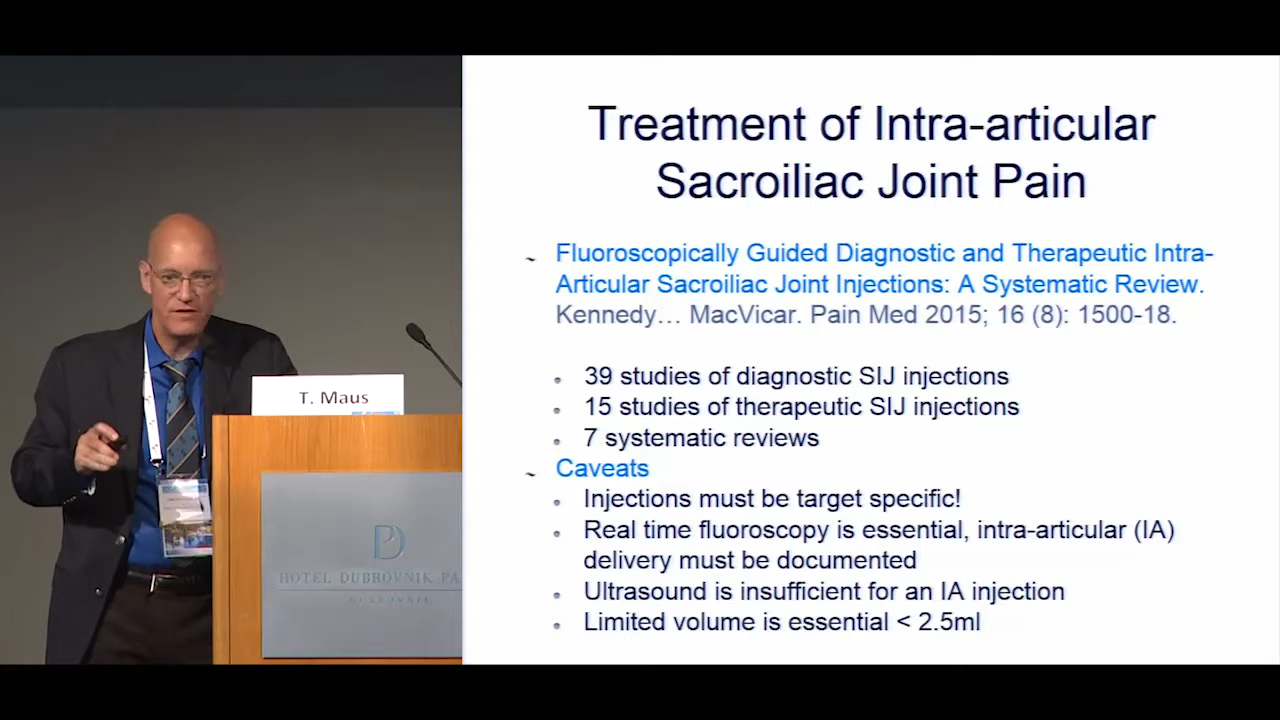 Treatment of Intra-articular
Sacroiliac Joint Pain
Fluoroscopically Guided Diagnostic and Therapeutic Intra-
Articular Sacroiliac Joint Injections: A Systematic Review.
Kennedy… MacVicar. Pain Med 2015; 16 (8): 1500-18.
39 studies of diagnostic SIJ injections
15 studies of therapeutic SIJ injections
7 systematic reviews
Caveats
Injections must be target specific!
Real time fluoroscopy is essential, intra-articular (IA)
delivery must be documented
Ultrasound is insufficient for an IA injection
Limited volume is essential < 2.5ml
T. Maus
HOTEL DUBROVNIK PA